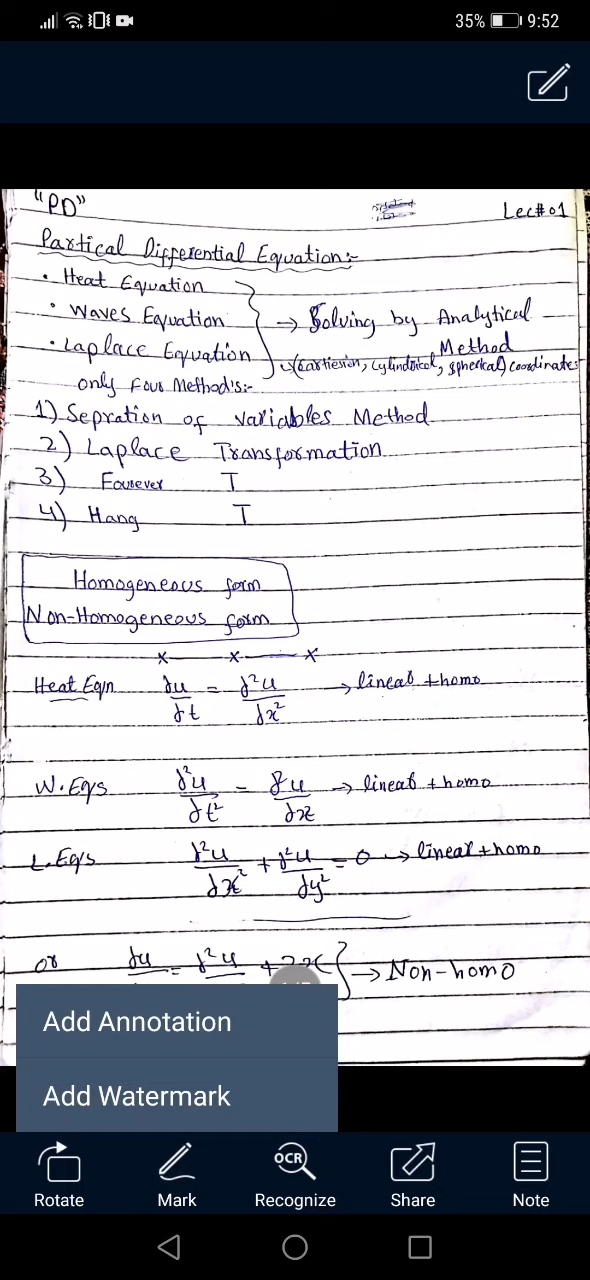 35% 9:52
"PD"
Lec#01
Partical Differential Equation:-
• Heat Equation
• Waves Equation
→ Solving by Analytical Method
• Laplace Equation
(cartiesion, cylindrical, spherical) coordinates
only Four Method's:-
1) Sepration of Variables Method
2) Laplace Transformation
3) Fourever T
4) Hang T
Homogeneous form
Non-Homogeneous form
x x x
Heat Eqn ∂u/∂t = ∂²u/∂x² → linear + homo
W.Eqs ∂²u/∂t² = ∂u/∂x → linear + homo
L.Eqs ∂²u/∂x² + ∂²u/∂y² = 0 → linear + homo
or → Non-homo
Add Annotation
Add Watermark
OCR
Rotate Mark Recognize Share Note